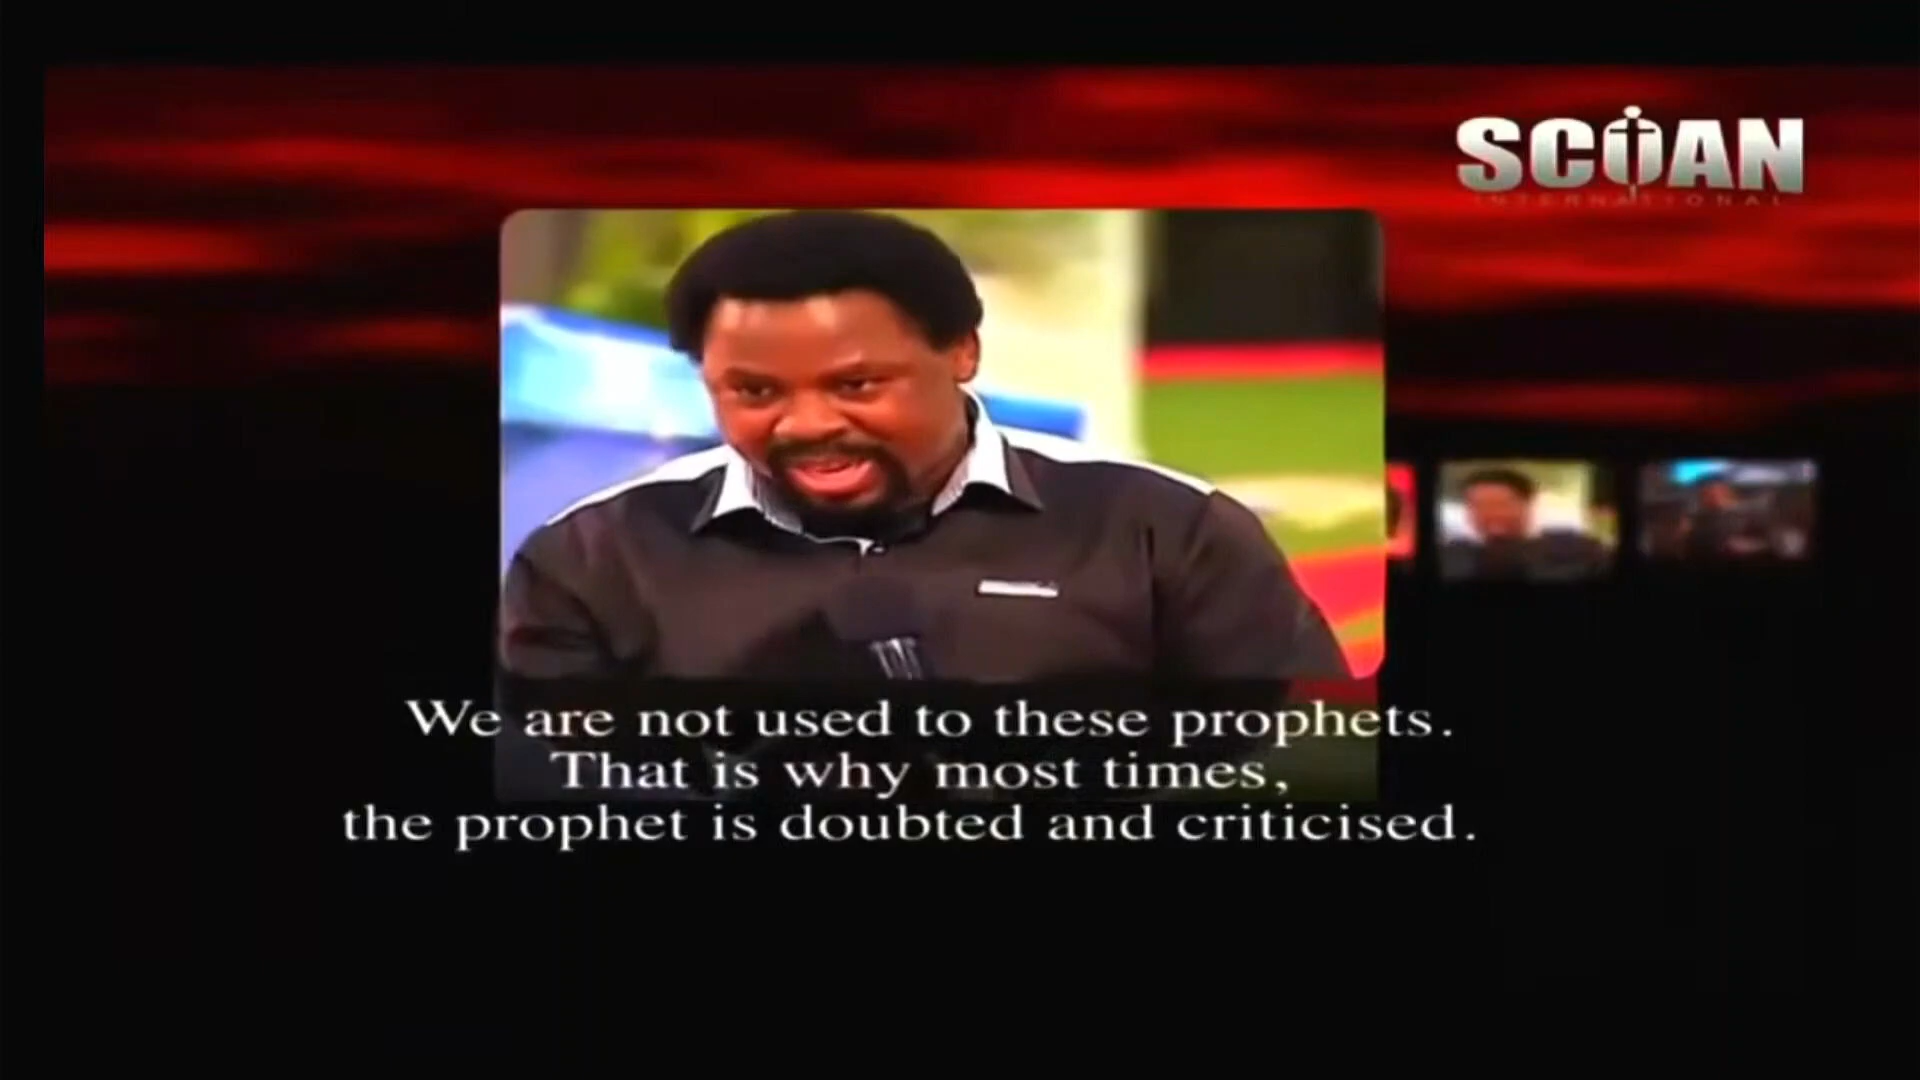 SCOAN
INTERNATIONAL
We are not used to these prophets.
That is why most times,
the prophet is doubted and criticised.